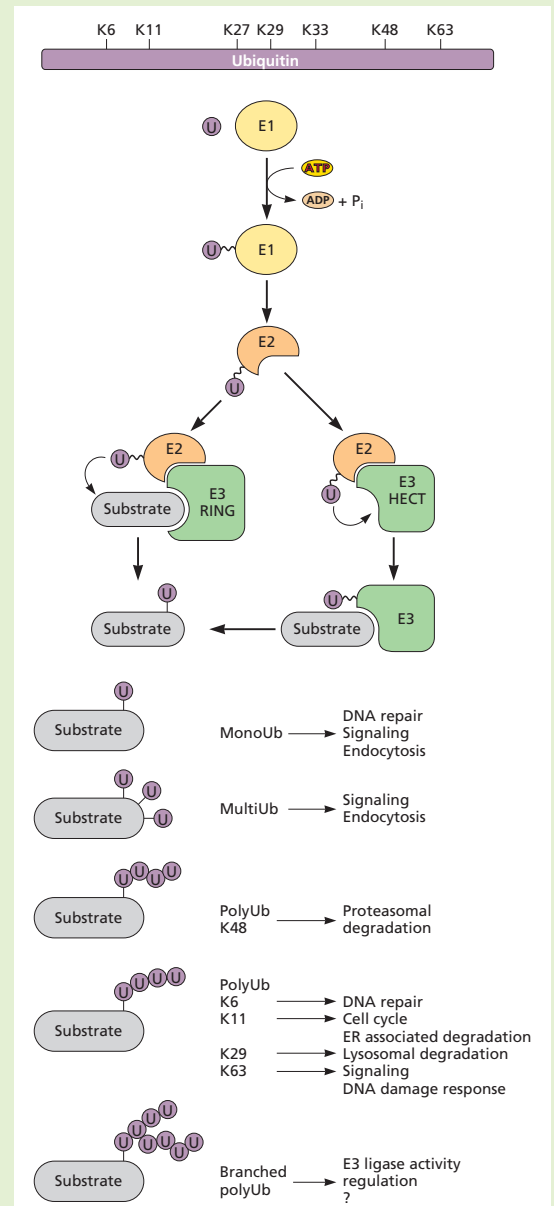 K6 K11 K27 K29 K33 K48 K63
Ubiquitin
U E1
ATP
ADP + Pi
U E1
E2
U
U E2 E2
E3 RING U E3 HECT
Substrate
U U E3
Substrate Substrate
U
Substrate MonoUb DNA repair
Signaling
Endocytosis
U U U
Substrate MultiUb Signaling
Endocytosis
U U U U
Substrate PolyUb Proteasomal
K48 degradation
U U U U
Substrate PolyUb
K6 DNA repair
K11 Cell cycle
ER associated degradation
K29 Lysosomal degradation
K63 Signaling
DNA damage response
U U U U U U U U
Substrate Branched E3 ligase activity
polyUb regulation
?